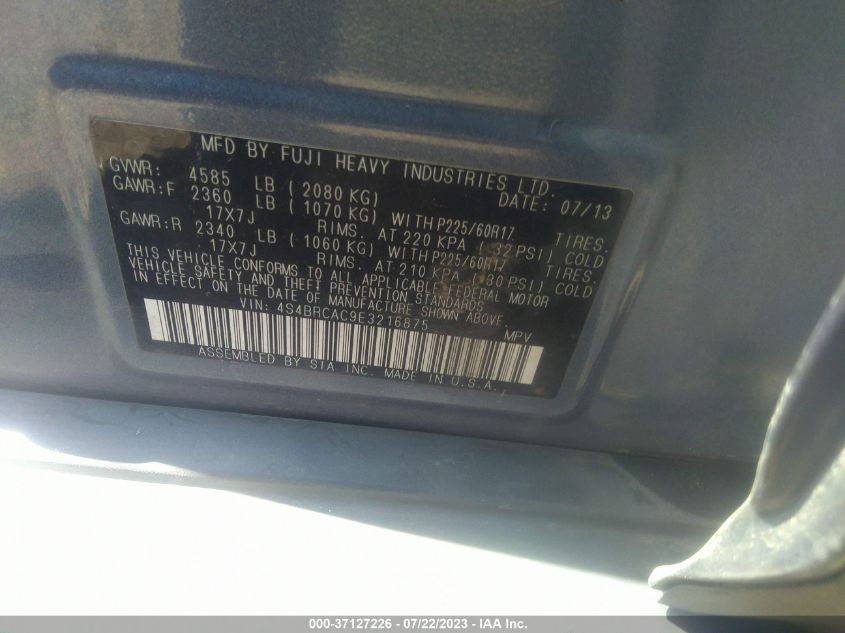 MFD BY FUJI HEAVY INDUSTRIES LTD.
GVWR: 4585 LB (2080 KG) DATE: 07/13
GAWR:F 2360 LB (1070 KG) WITH P225/60R17 TIRES.
17X7J RIMS. AT 220 KPA (32 PSI) COLD
GAWR:R 2340 LB (1060 KG) WITH P225/60R17 TIRES.
17X7J RIMS. AT 210 KPA (30 PSI) COLD
THIS VEHICLE CONFORMS TO ALL APPLICABLE FEDERAL MOTOR
VEHICLE SAFETY AND THEFT PREVENTION STANDARDS
IN EFFECT ON THE DATE OF MANUFACTURE SHOWN ABOVE.
VIN: 4S4BRCAC9E3216875 MPV
ASSEMBLED BY SIA INC. MADE IN U.S.A.
000-37127226 - 07/22/2023 - IAA Inc.